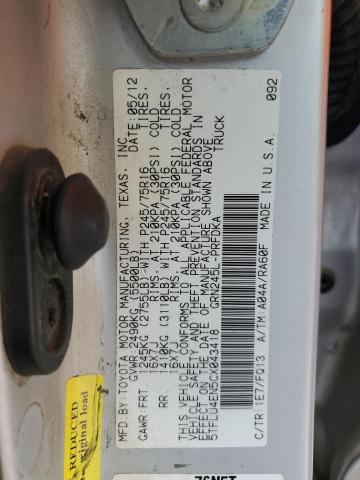 MFD.BY:TOYOTA MOTOR MANUFACTURING, TEXAS, INC. DATE:05/12
GVWR: 2490KG (5500LB)
GAWR:FRT. 1245KG (2755LB) WITH P245/75R16 TIRES,
16X7J RIMS, AT 210KPA (30PSI) COLD
RR. 1410KG (3110LB) WITH P245/75R16 TIRES,
16X7J RIMS, AT 210KPA (30PSI) COLD
THIS VEHICLE CONFORMS TO ALL APPLICABLE FEDERAL MOTOR
VEHICLE SAFETY AND THEFT PREVENTION STANDARDS IN
EFFECT ON THE DATE OF MANUFACTURE SHOWN ABOVE.
5TFLU4EN5CX043418 GRN245L-PRFDKA TRUCK
C/TR: 1E7/FQ13 A/TM: A04A/RA60F MADE IN U.S.A. 092
REDUCED
load